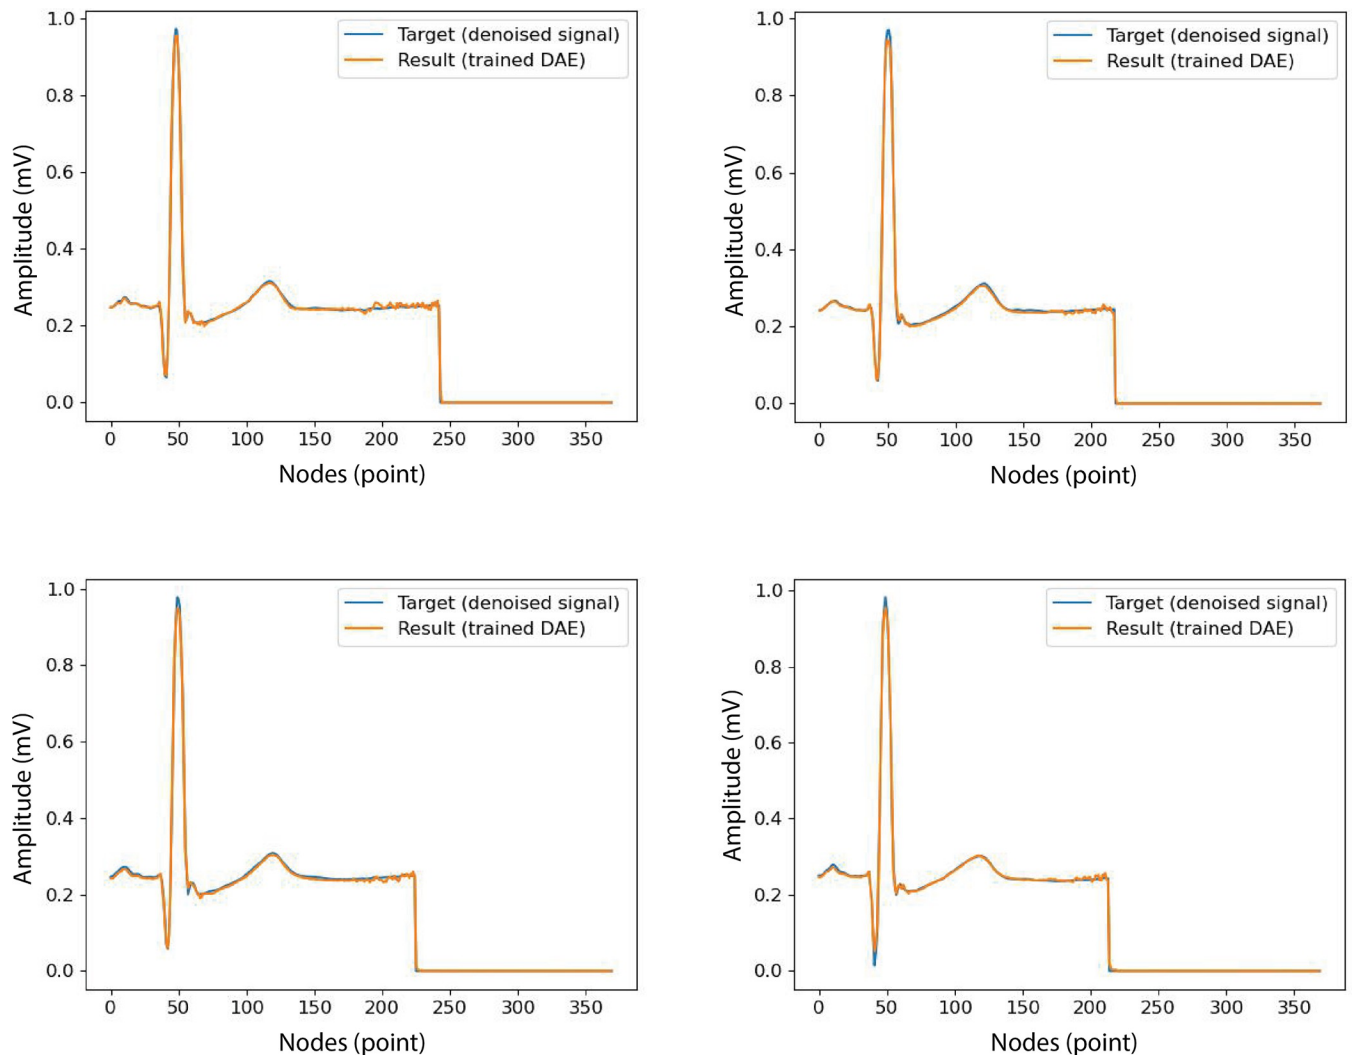 1.0
0.8
0.6
0.4
0.2
0.0
Amplitude (mV)
Target (denoised signal)
Result (trained DAE)
0 50 100 150 200 250 300 350
Nodes (point)
1.0
0.8
0.6
0.4
0.2
0.0
Amplitude (mV)
Target (denoised signal)
Result (trained DAE)
0 50 100 150 200 250 300 350
Nodes (point)
1.0
0.8
0.6
0.4
0.2
0.0
Amplitude (mV)
Target (denoised signal)
Result (trained DAE)
0 50 100 150 200 250 300 350
Nodes (point)
1.0
0.8
0.6
0.4
0.2
0.0
Amplitude (mV)
Target (denoised signal)
Result (trained DAE)
0 50 100 150 200 250 300 350
Nodes (point)